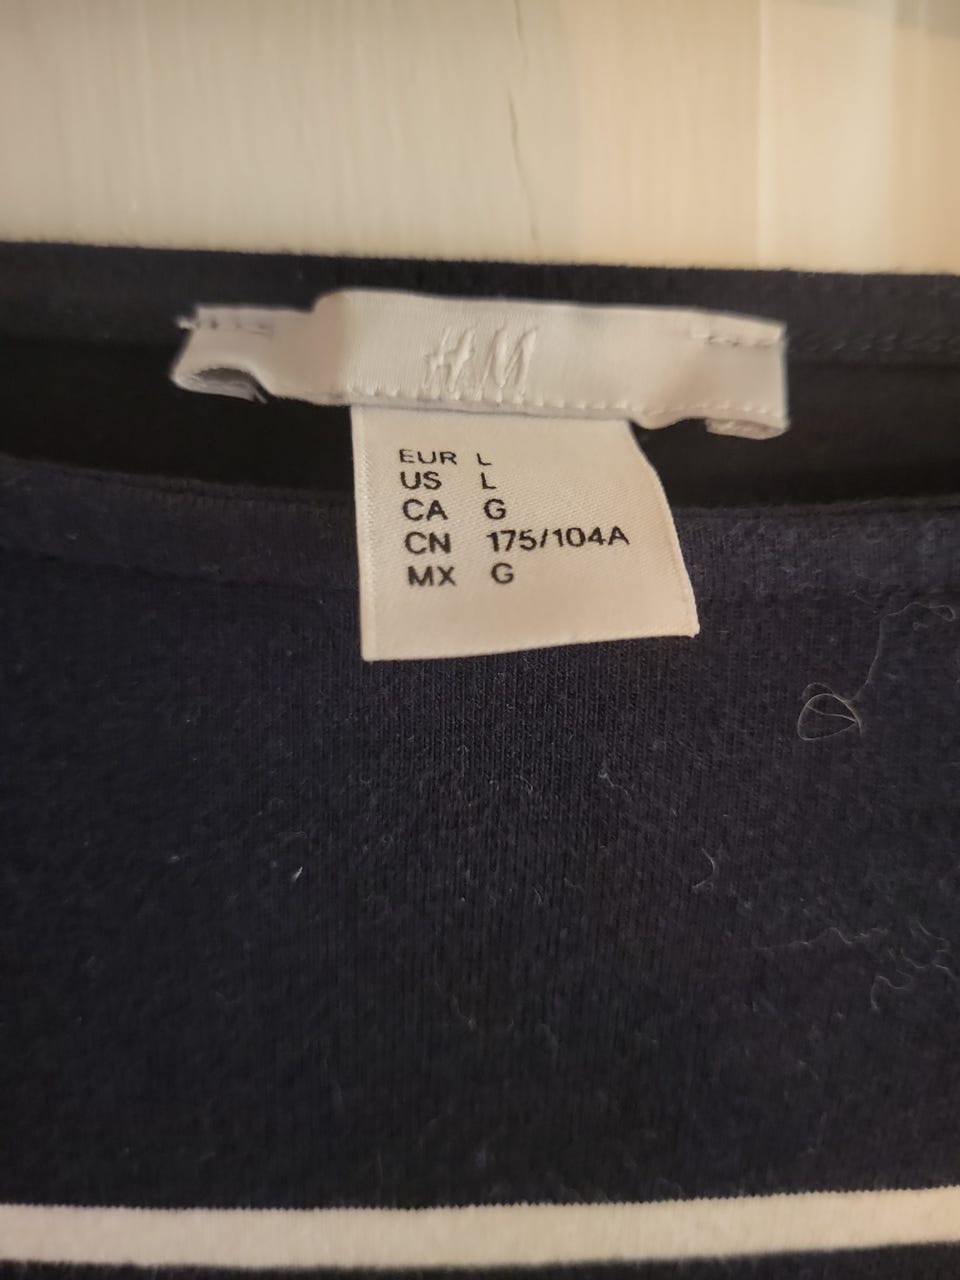 H&M
EUR L
US L
CA G
CN 175/104A
MX G